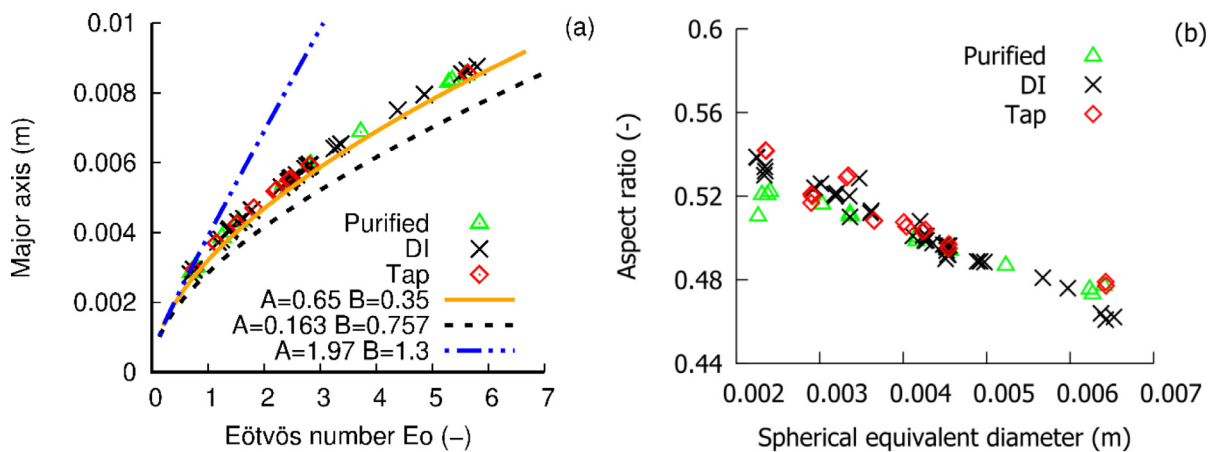 (a)
0.01
0.008
0.006
0.004
0.002
0
Major axis (m)
Purified
DI
Tap
A=0.65 B=0.35
A=0.163 B=0.757
A=1.97 B=1.3
0 1 2 3 4 5 6 7
Eötvös number Eo (−)
(b)
0.6
0.56
0.52
0.48
0.44
Aspect ratio (-)
Purified
DI
Tap
0.002 0.003 0.004 0.005 0.006 0.007
Spherical equivalent diameter (m)